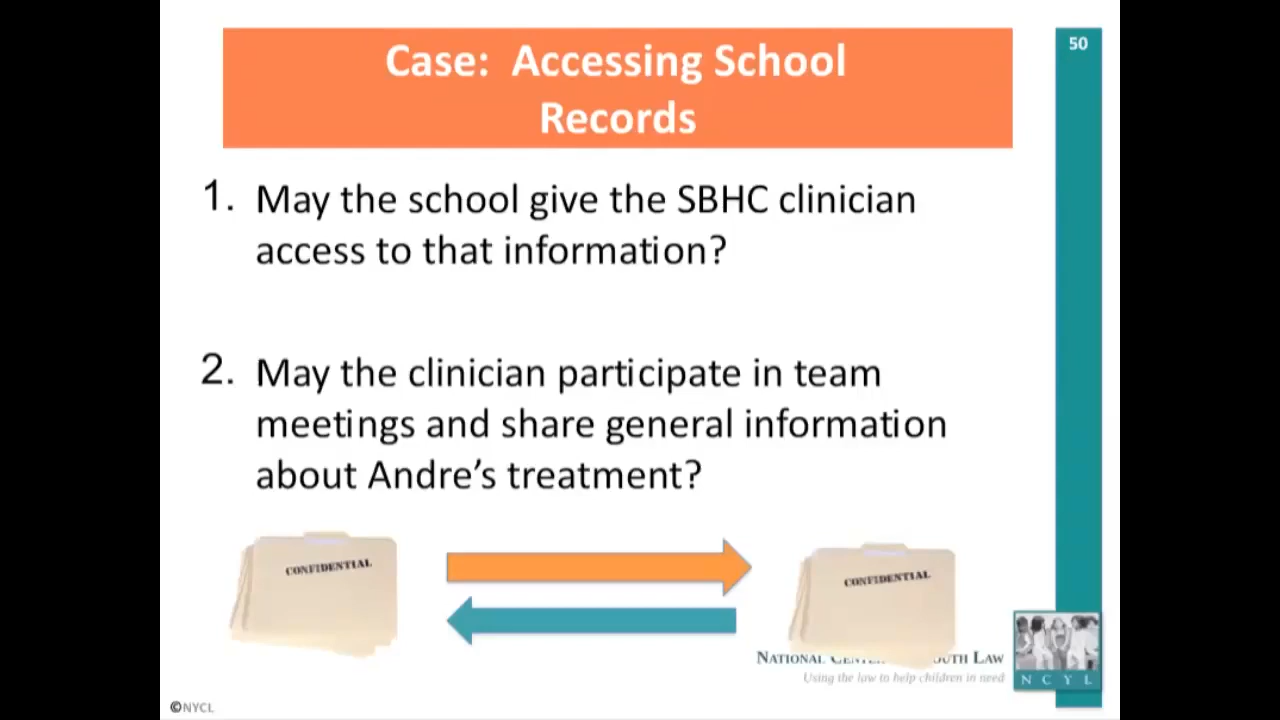 Case: Accessing School
Records
50
1. May the school give the SBHC clinician
access to that information?
2. May the clinician participate in team
meetings and share general information
about Andre's treatment?
CONFIDENTIAL
CONFIDENTIAL
NATIONAL
UTH LAW
Using the law to help children in need
N C Y L
©NYCL